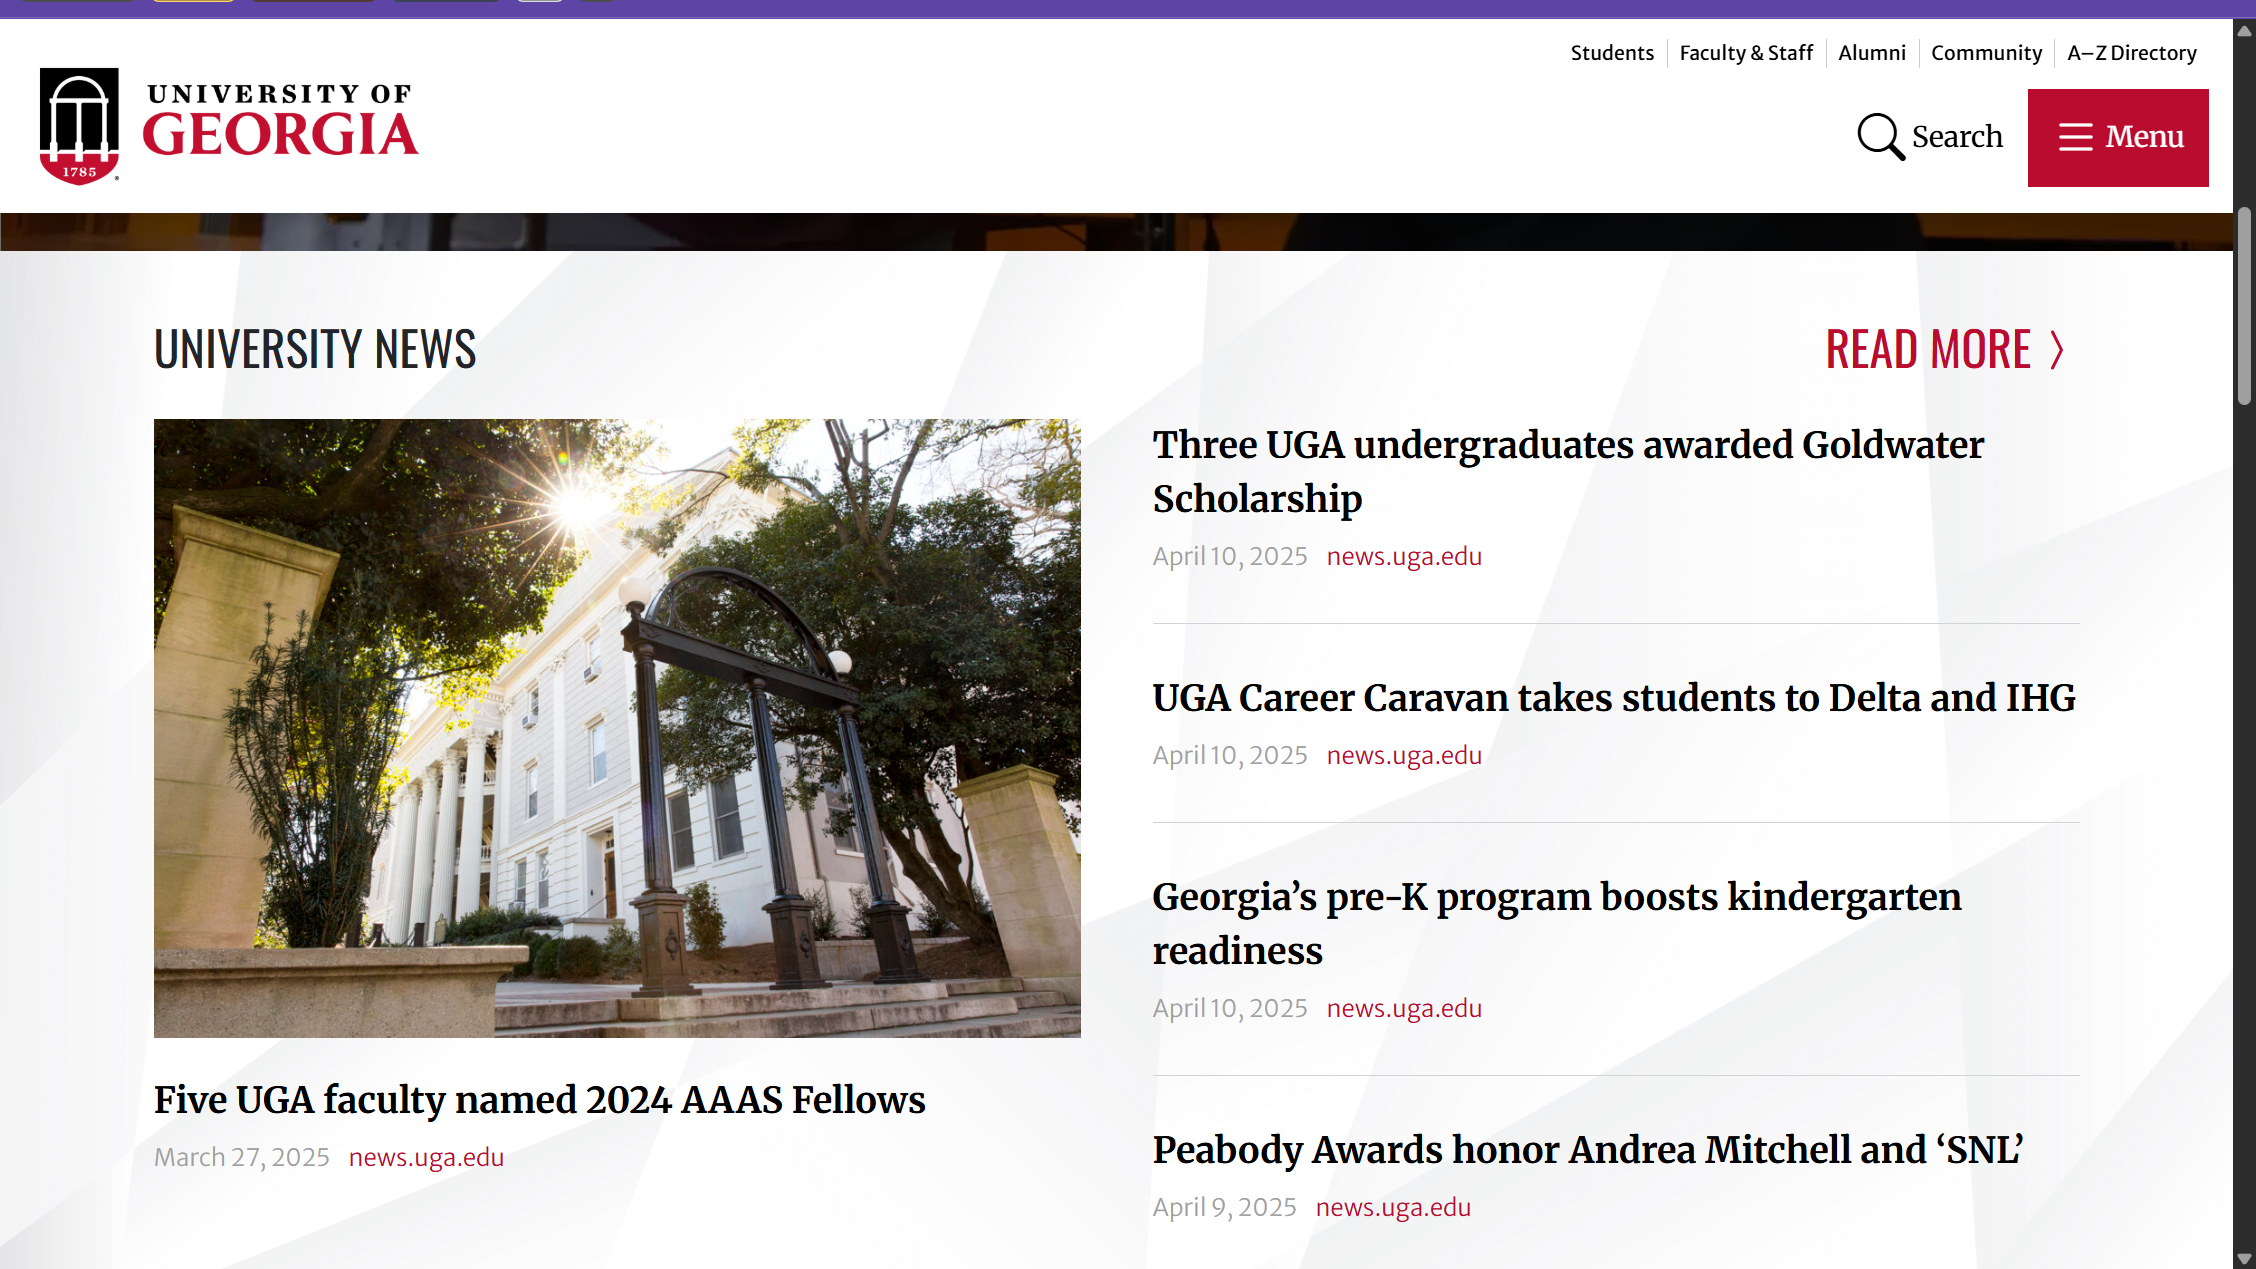 Students
Faculty & Staff
Alumni
Community
A–Z Directory
UNIVERSITY OF
GEORGIA
1785
Search
Menu
UNIVERSITY NEWS
READ MORE
Five UGA faculty named 2024 AAAS Fellows
March 27, 2025 news.uga.edu
Three UGA undergraduates awarded Goldwater
Scholarship
April 10, 2025 news.uga.edu
UGA Career Caravan takes students to Delta and IHG
April 10, 2025 news.uga.edu
Georgia’s pre-K program boosts kindergarten
readiness
April 10, 2025 news.uga.edu
Peabody Awards honor Andrea Mitchell and ‘SNL’
April 9, 2025 news.uga.edu